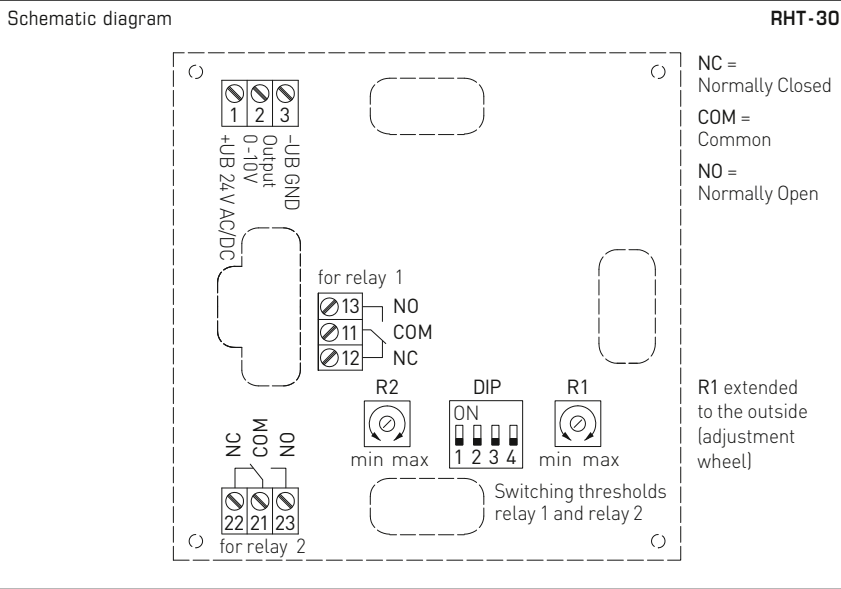 Schematic diagram
RHT-30
NC =
Normally Closed
COM =
Common
NO =
Normally Open
1 2 3
+UB 24V AC/DC
Output
0-10V
-UB GND
for relay 1
13 NO
11 COM
12 NC
R2
DIP
R1
ON
1 2 3 4
min max
min max
R1 extended
to the outside
(adjustment
wheel)
NC COM NO
22 21 23
for relay 2
Switching thresholds
relay 1 and relay 2